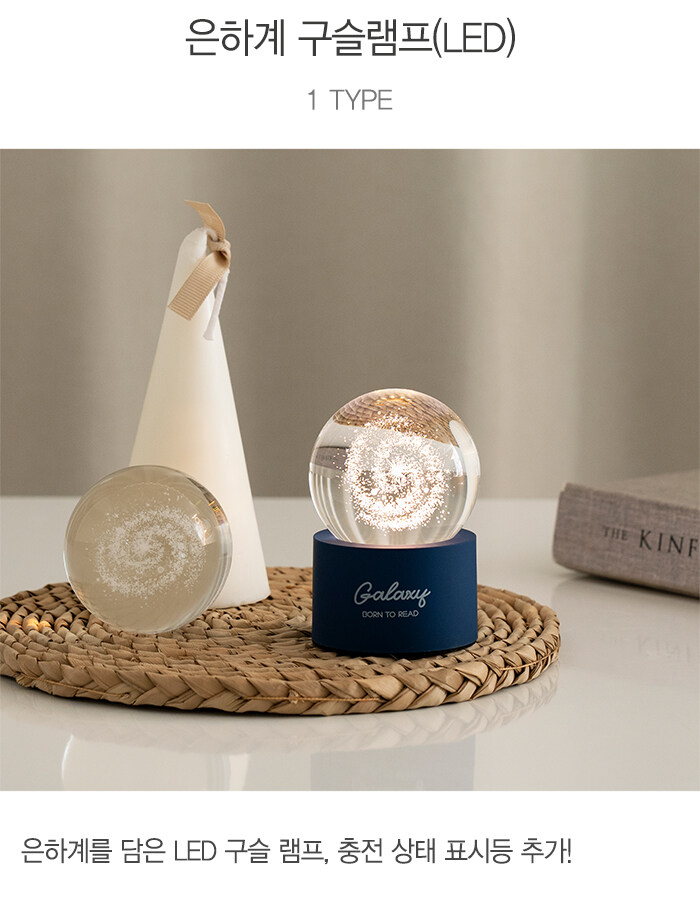 은하계 구슬램프(LED)
1 TYPE
Galaxy
BORN TO READ
THE KINF
은하계를 담은 LED 구슬 램프, 충전 상태 표시등 추가!